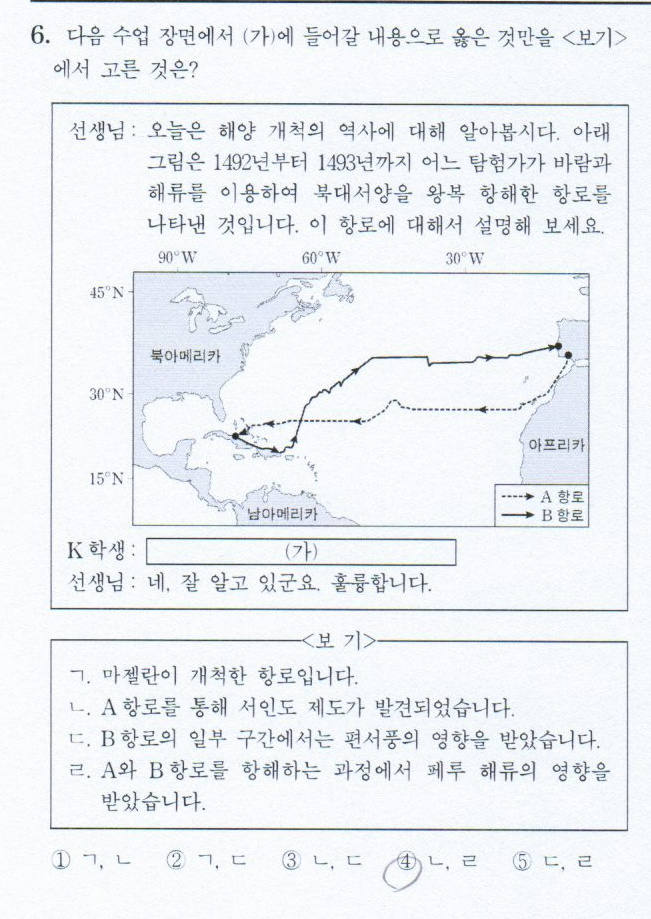 6. 다음 수업 장면에서 (가)에 들어갈 내용으로 옳은 것만을 <보기>
에서 고른 것은?
선생님 : 오늘은 해양 개척의 역사에 대해 알아봅시다. 아래
그림은 1492년부터 1493년까지 어느 탐험가가 바람과
해류를 이용하여 북대서양을 왕복 항해한 항로를
나타낸 것입니다. 이 항로에 대해서 설명해 보세요.
90°W 60°W 30°W
45°N
북아메리카
30°N
아프리카
15°N
남아메리카
A 항로
B 항로
K 학생 : (가)
선생님 : 네, 잘 알고 있군요. 훌륭합니다.
<보 기>
ㄱ. 마젤란이 개척한 항로입니다.
ㄴ. A 항로를 통해 서인도 제도가 발견되었습니다.
ㄷ. B 항로의 일부 구간에서는 편서풍의 영향을 받았습니다.
ㄹ. A와 B 항로를 항해하는 과정에서 페루 해류의 영향을
받았습니다.
① ㄱ, ㄴ ② ㄱ, ㄷ ③ ㄴ, ㄷ ④ ㄴ, ㄹ ⑤ ㄷ, ㄹ